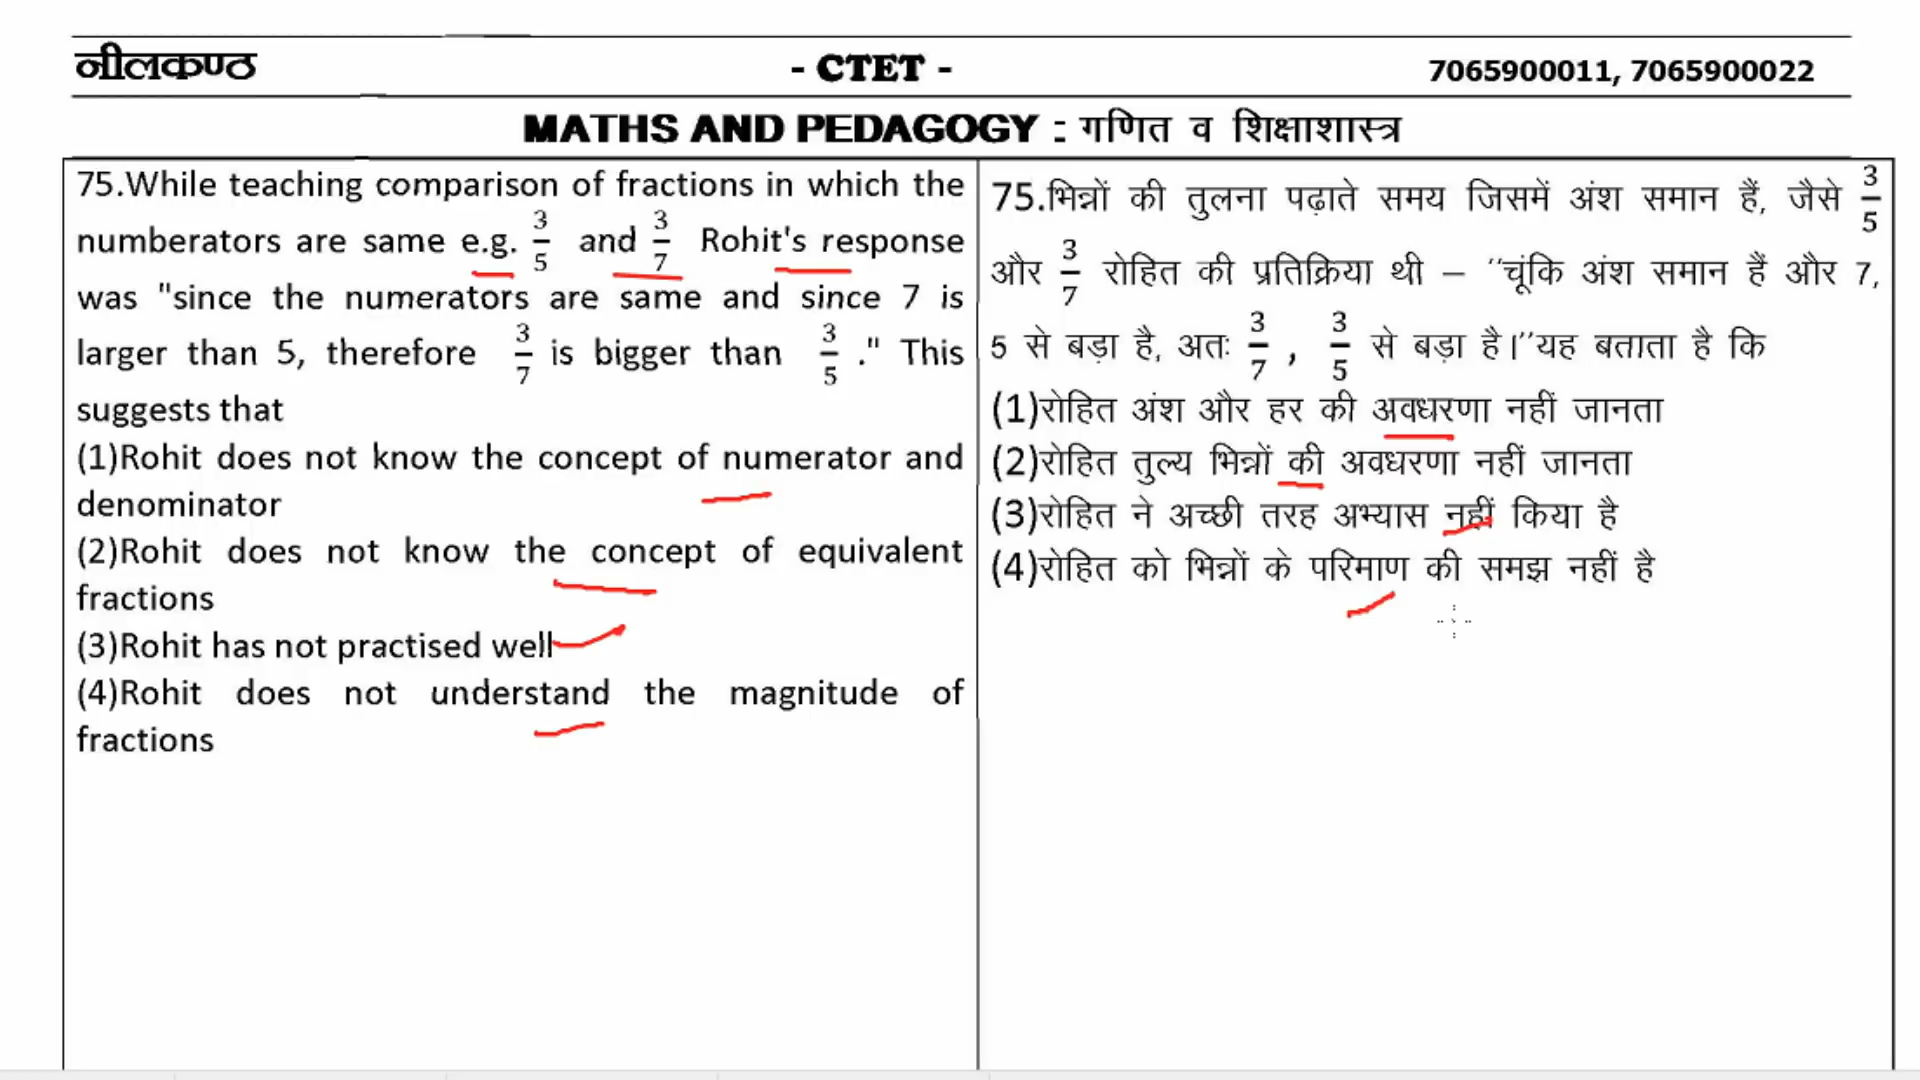 नीलकण्ठ - CTET - 7065900011, 7065900022
MATHS AND PEDAGOGY : गणित व शिक्षाशास्त्र
75.While teaching comparison of fractions in which the
numberators are same e.g. 3/5 and 3/7 Rohit's response
was "since the numerators are same and since 7 is
larger than 5, therefore 3/7 is bigger than 3/5 ." This
suggests that
(1)Rohit does not know the concept of numerator and
denominator
(2)Rohit does not know the concept of equivalent
fractions
(3)Rohit has not practised well
(4)Rohit does not understand the magnitude of
fractions
75.भिन्नों की तुलना पढ़ाते समय जिसमें अंश समान हैं, जैसे 3/5
और 3/7 रोहित की प्रतिक्रिया थी – ''चूंकि अंश समान हैं और 7,
5 से बड़ा है, अतः 3/7 , 3/5 से बड़ा है।''यह बताता है कि
(1)रोहित अंश और हर की अवधरणा नहीं जानता
(2)रोहित तुल्य भिन्नों की अवधरणा नहीं जानता
(3)रोहित ने अच्छी तरह अभ्यास नहीं किया है
(4)रोहित को भिन्नों के परिमाण की समझ नहीं है